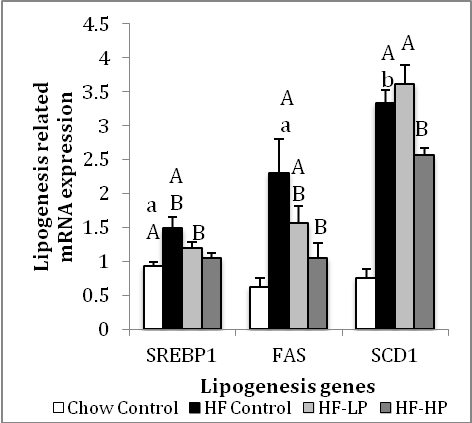 4.5
4
3.5
3
2.5
2
1.5
1
0.5
0
Lipogenesis related
mRNA expression
a
A
A
B
B
A
a
A
B
B
A
b
A
B
SREBP1 FAS SCD1
Lipogenesis genes
Chow Control HF Control HF-LP HF-HP